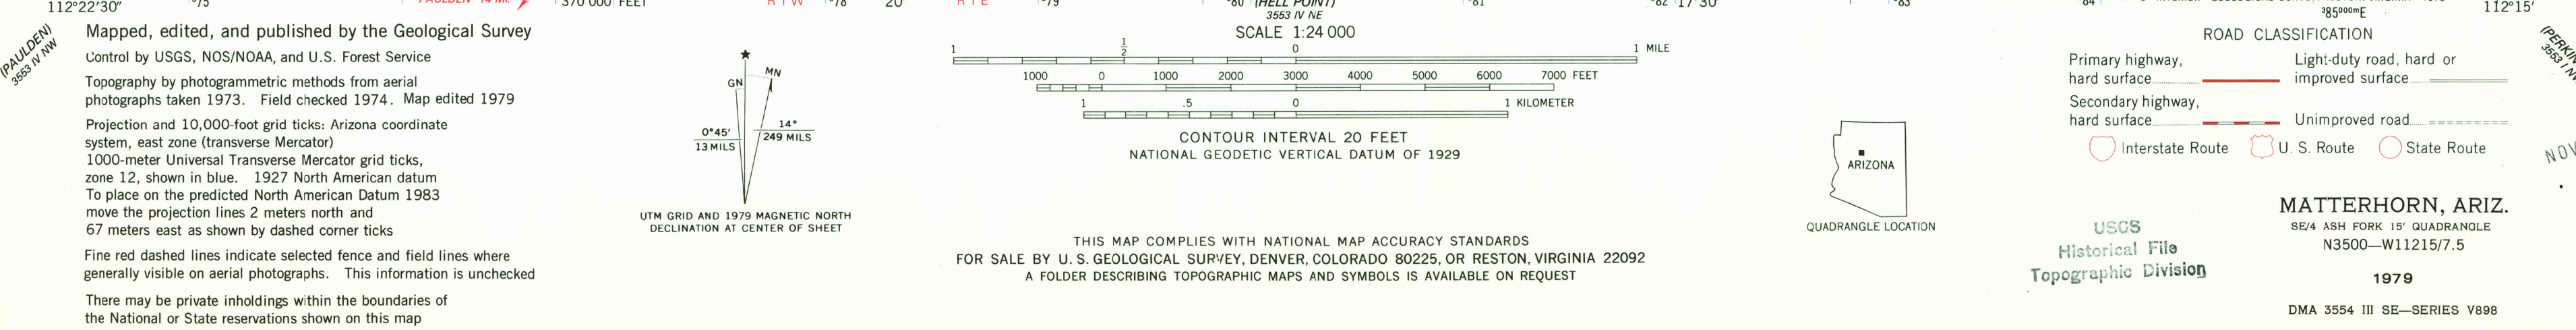 112°22'30"
370 000 FEET
R 1 W
20'
R 1 E
(HELL POINT)
3553 IV NE
17'30"
385000mE
112°15'
(PAULDEN)
3553 IV NW
Mapped, edited, and published by the Geological Survey
Control by USGS, NOS/NOAA, and U.S. Forest Service
Topography by photogrammetric methods from aerial
photographs taken 1973. Field checked 1974. Map edited 1979
Projection and 10,000-foot grid ticks: Arizona coordinate
system, east zone (transverse Mercator)
1000-meter Universal Transverse Mercator grid ticks,
zone 12, shown in blue. 1927 North American datum
To place on the predicted North American Datum 1983
move the projection lines 2 meters north and
67 meters east as shown by dashed corner ticks
Fine red dashed lines indicate selected fence and field lines where
generally visible on aerial photographs. This information is unchecked
There may be private inholdings within the boundaries of
the National or State reservations shown on this map
★
GN
MN
0°45'
13 MILS
14°
249 MILS
UTM GRID AND 1979 MAGNETIC NORTH
DECLINATION AT CENTER OF SHEET
SCALE 1:24 000
1 1/2 0 1 MILE
1000 0 1000 2000 3000 4000 5000 6000 7000 FEET
1 .5 0 1 KILOMETER
CONTOUR INTERVAL 20 FEET
NATIONAL GEODETIC VERTICAL DATUM OF 1929
THIS MAP COMPLIES WITH NATIONAL MAP ACCURACY STANDARDS
FOR SALE BY U. S. GEOLOGICAL SURVEY, DENVER, COLORADO 80225, OR RESTON, VIRGINIA 22092
A FOLDER DESCRIBING TOPOGRAPHIC MAPS AND SYMBOLS IS AVAILABLE ON REQUEST
ARIZONA
QUADRANGLE LOCATION
ROAD CLASSIFICATION
Primary highway,
hard surface
Light-duty road, hard or
improved surface
Secondary highway,
hard surface
Unimproved road
Interstate Route
U. S. Route
State Route
USGS
Historical File
Topographic Division
MATTERHORN, ARIZ.
SE/4 ASH FORK 15' QUADRANGLE
N3500—W11215/7.5
1979
DMA 3554 III SE—SERIES V898